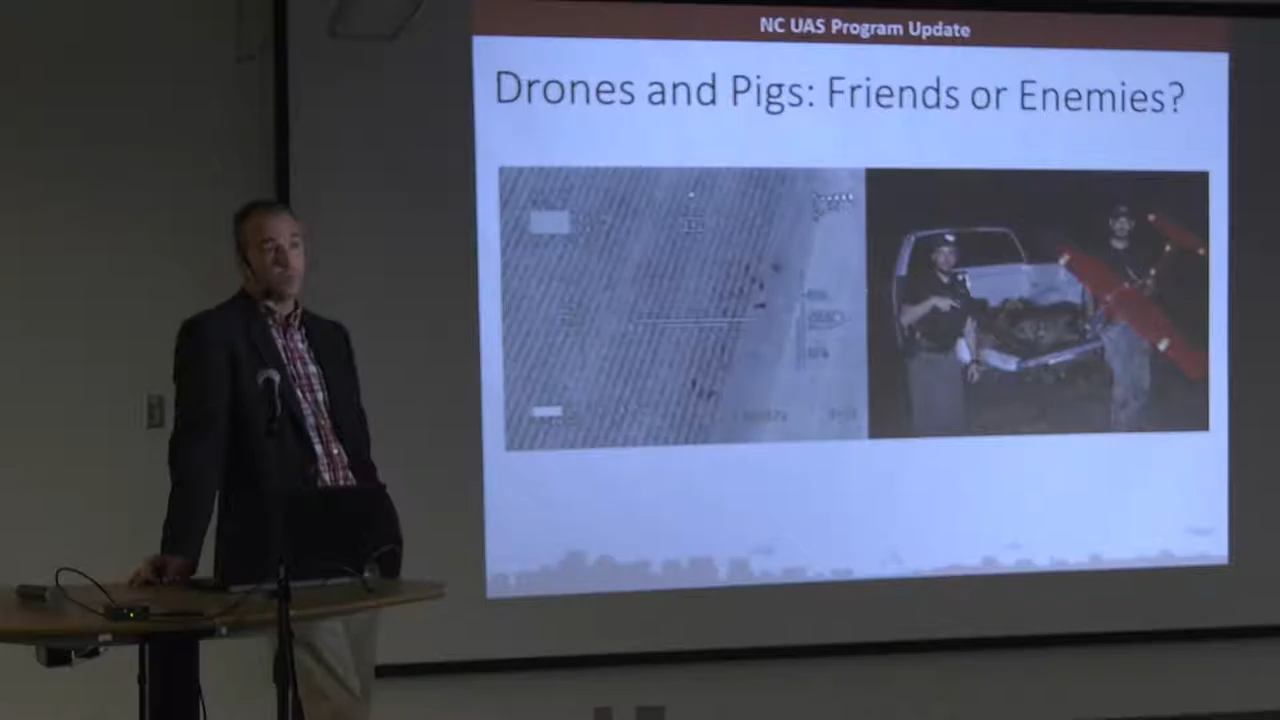 NC UAS Program Update
Drones and Pigs: Friends or Enemies?